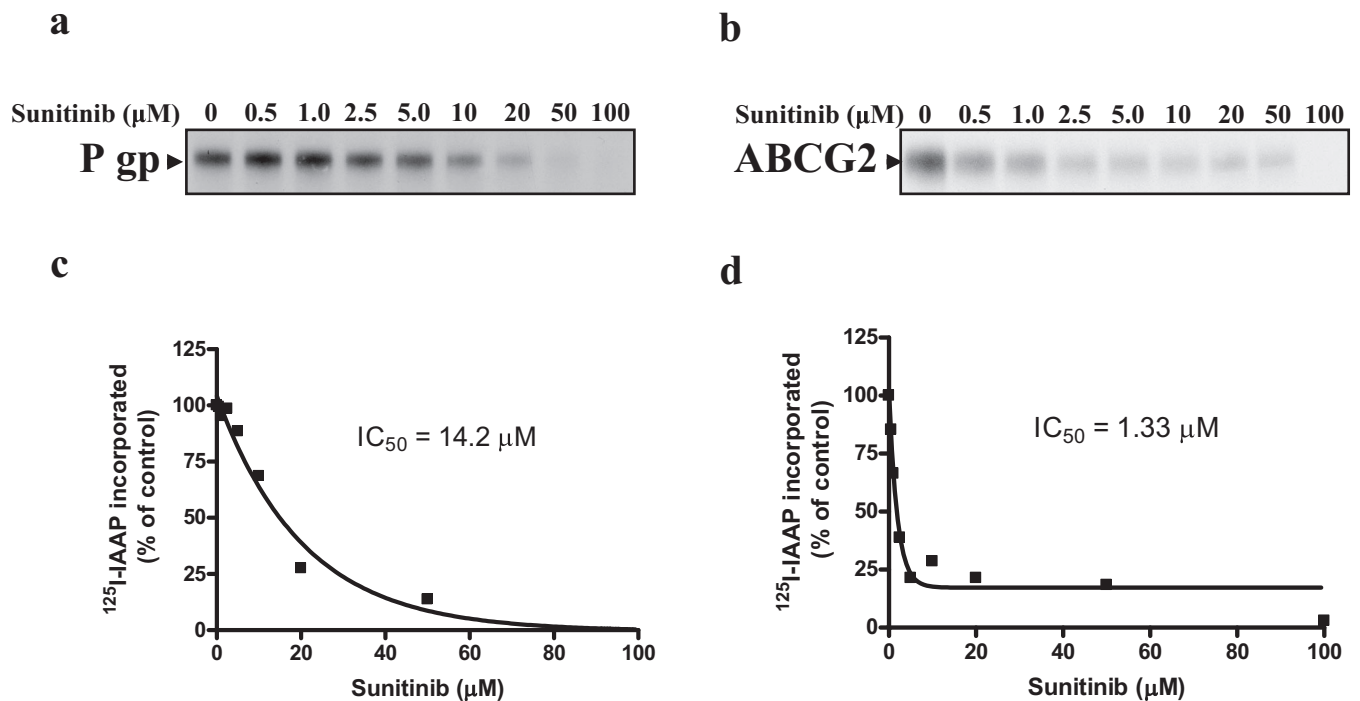 a
Sunitinib (μM) 0 0.5 1.0 2.5 5.0 10 20 50 100
P gp
b
Sunitinib (μM) 0 0.5 1.0 2.5 5.0 10 20 50 100
ABCG2
c
125
100
75
50
25
0
¹²⁵I-IAAP incorporated
(% of control)
IC₅₀ = 14.2 μM
0 20 40 60 80 100
Sunitinib (μM)
d
125
100
75
50
25
0
¹²⁵I-IAAP incorporated
(% of control)
IC₅₀ = 1.33 μM
0 20 40 60 80 100
Sunitinib (μM)